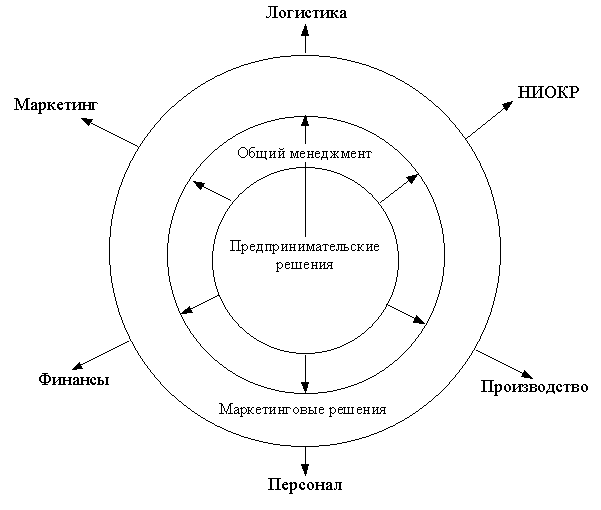 Логистика
Маркетинг
НИОКР
Общий менеджмент
Предпринимательские
решения
Финансы
Производство
Маркетинговые решения
Персонал